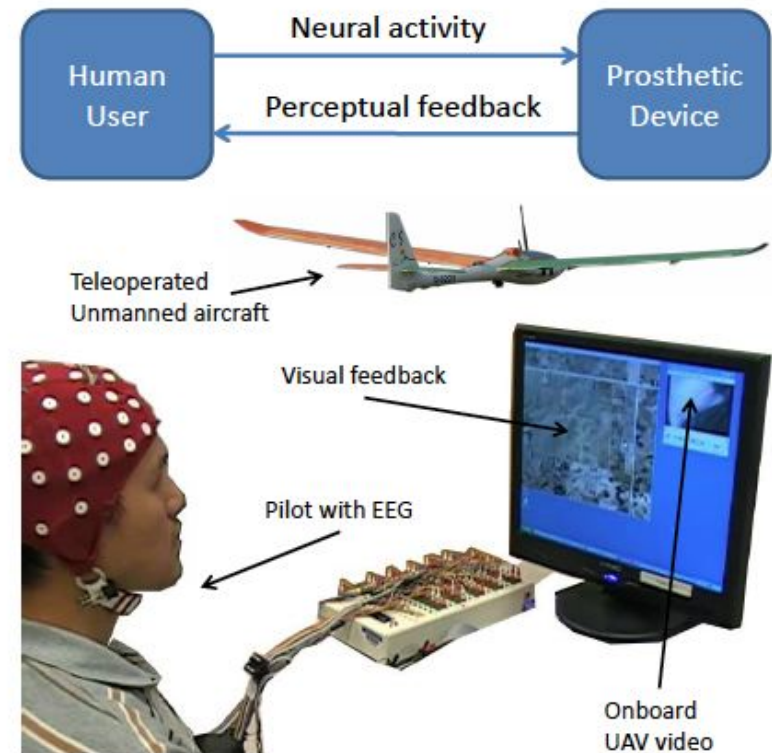 Neural activity
Human
User
Prosthetic
Device
Perceptual feedback
Teleoperated
Unmanned aircraft
Visual feedback
Pilot with EEG
Onboard
UAV video